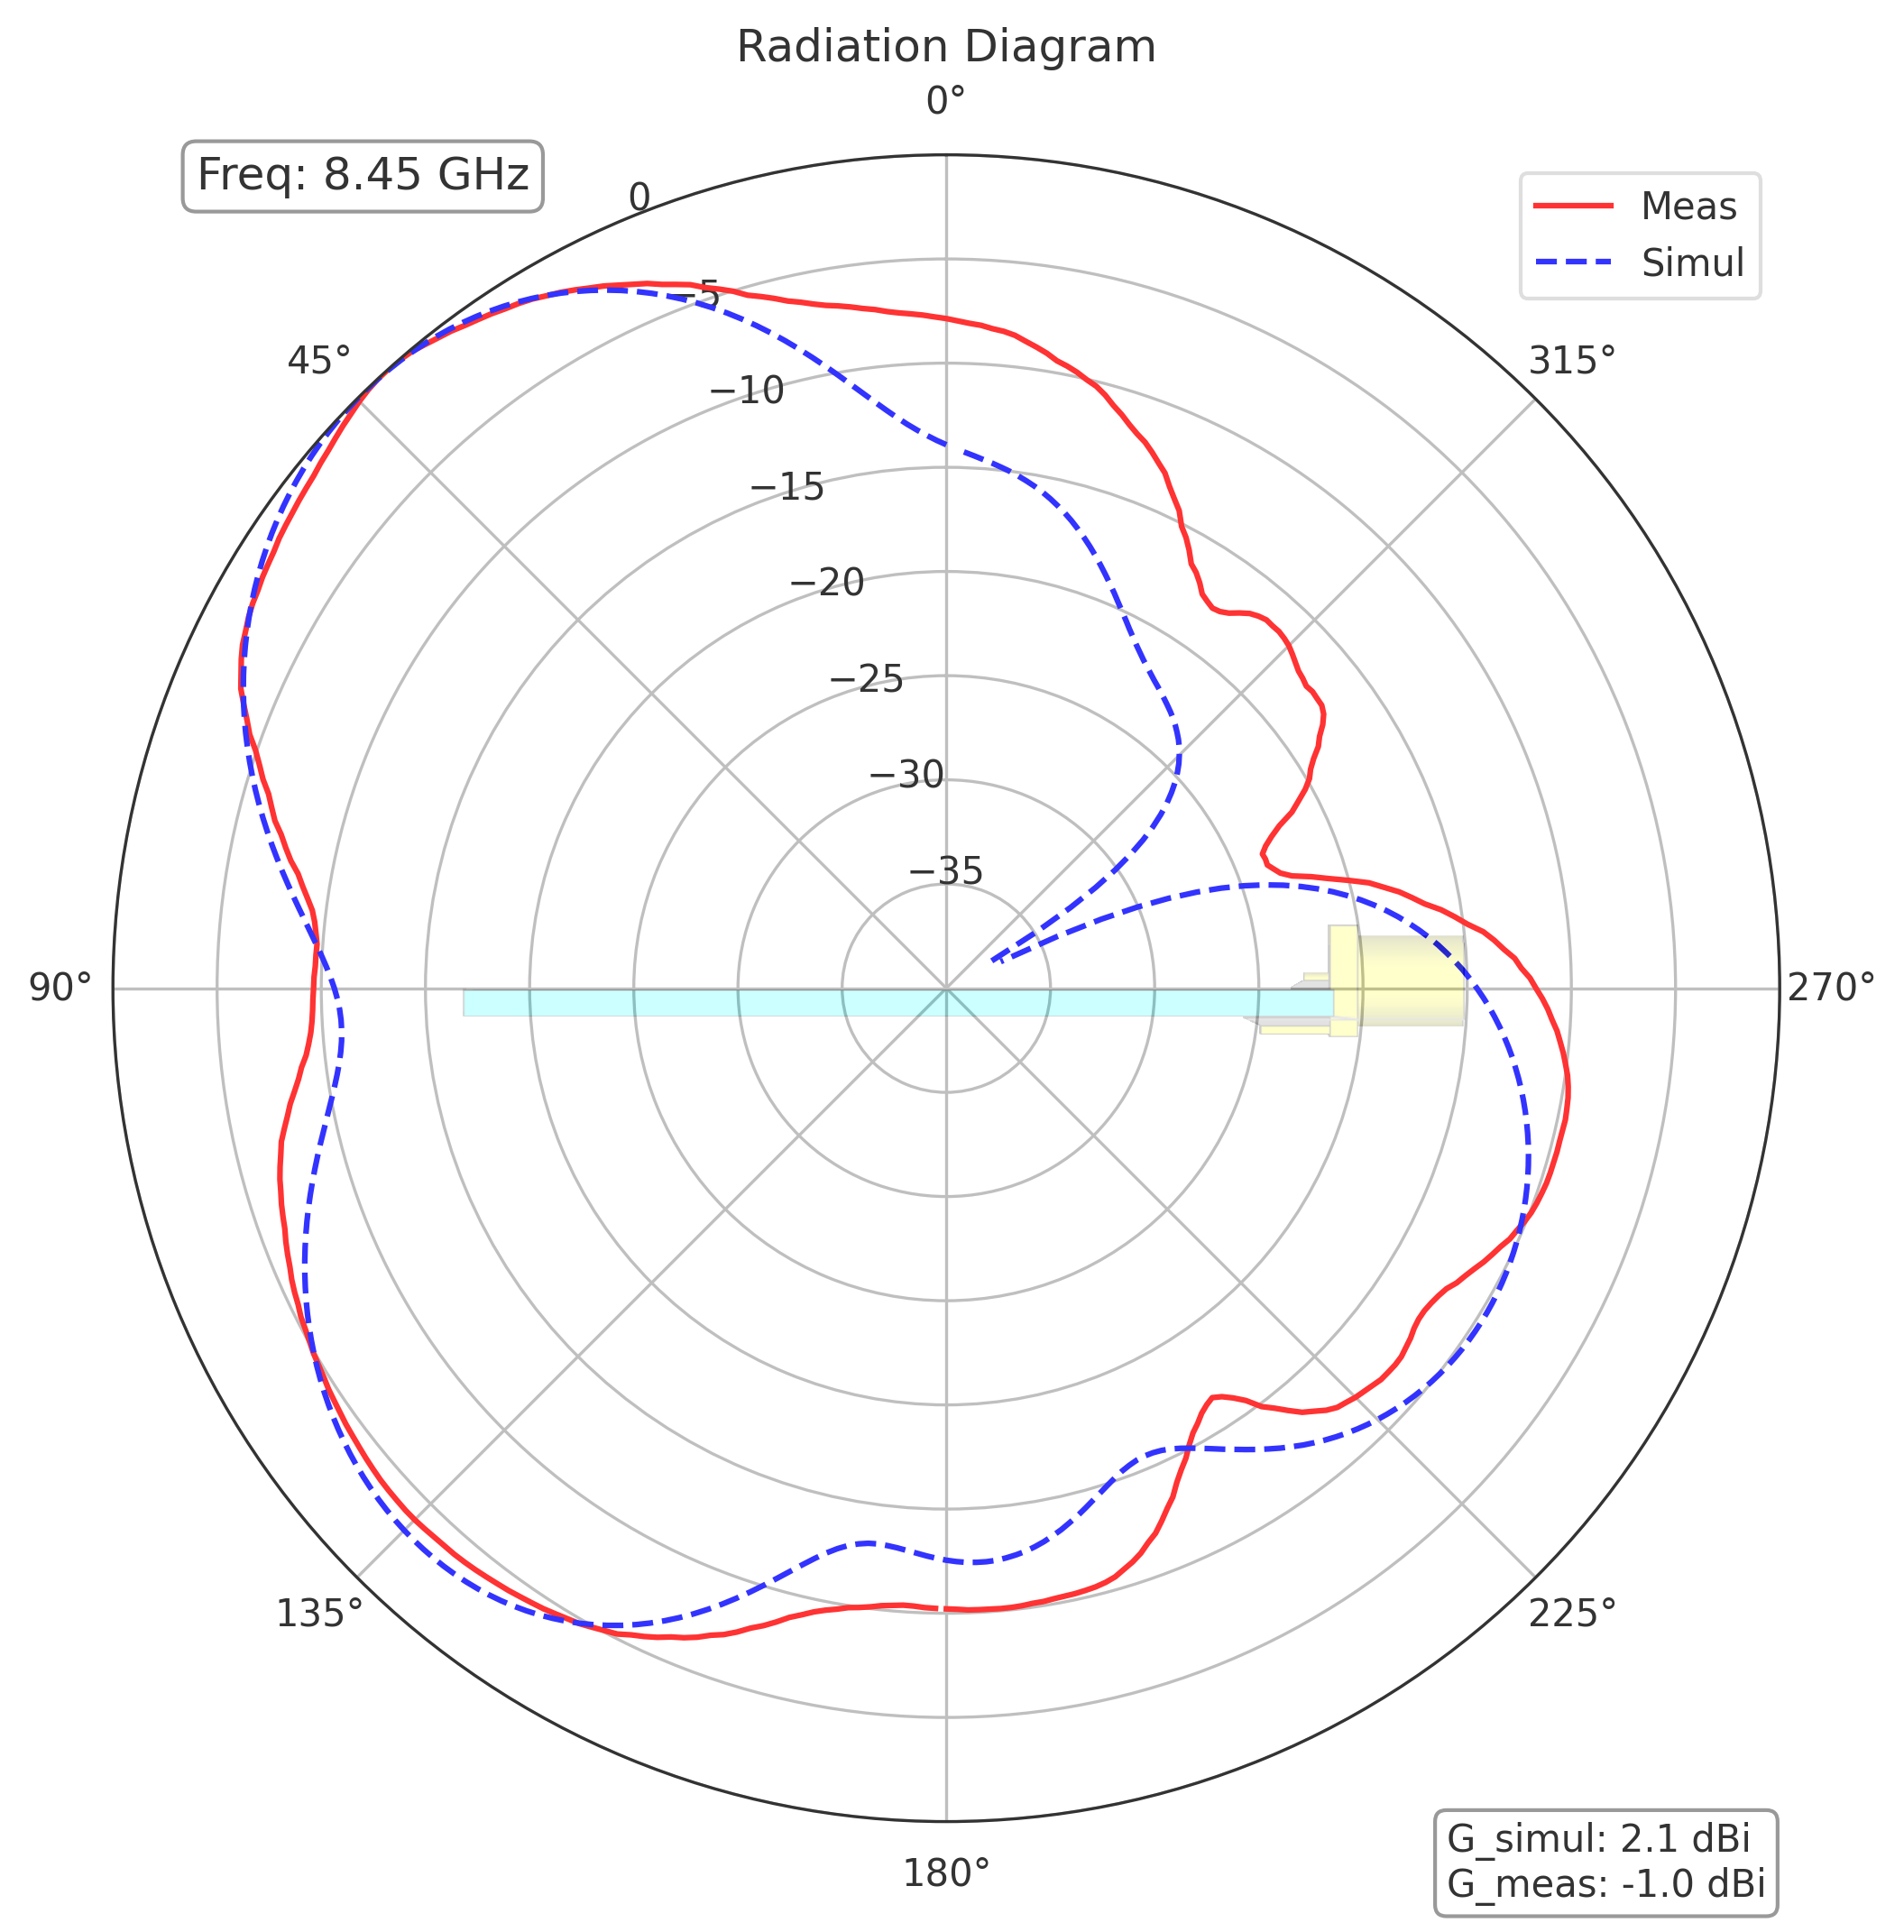 Radiation Diagram
0°
Freq: 8.45 GHz
0
Meas
Simul
−5
45°
315°
−10
−15
−20
−25
−30
−35
90°
270°
135°
225°
180°
G_simul: 2.1 dBi
G_meas: -1.0 dBi